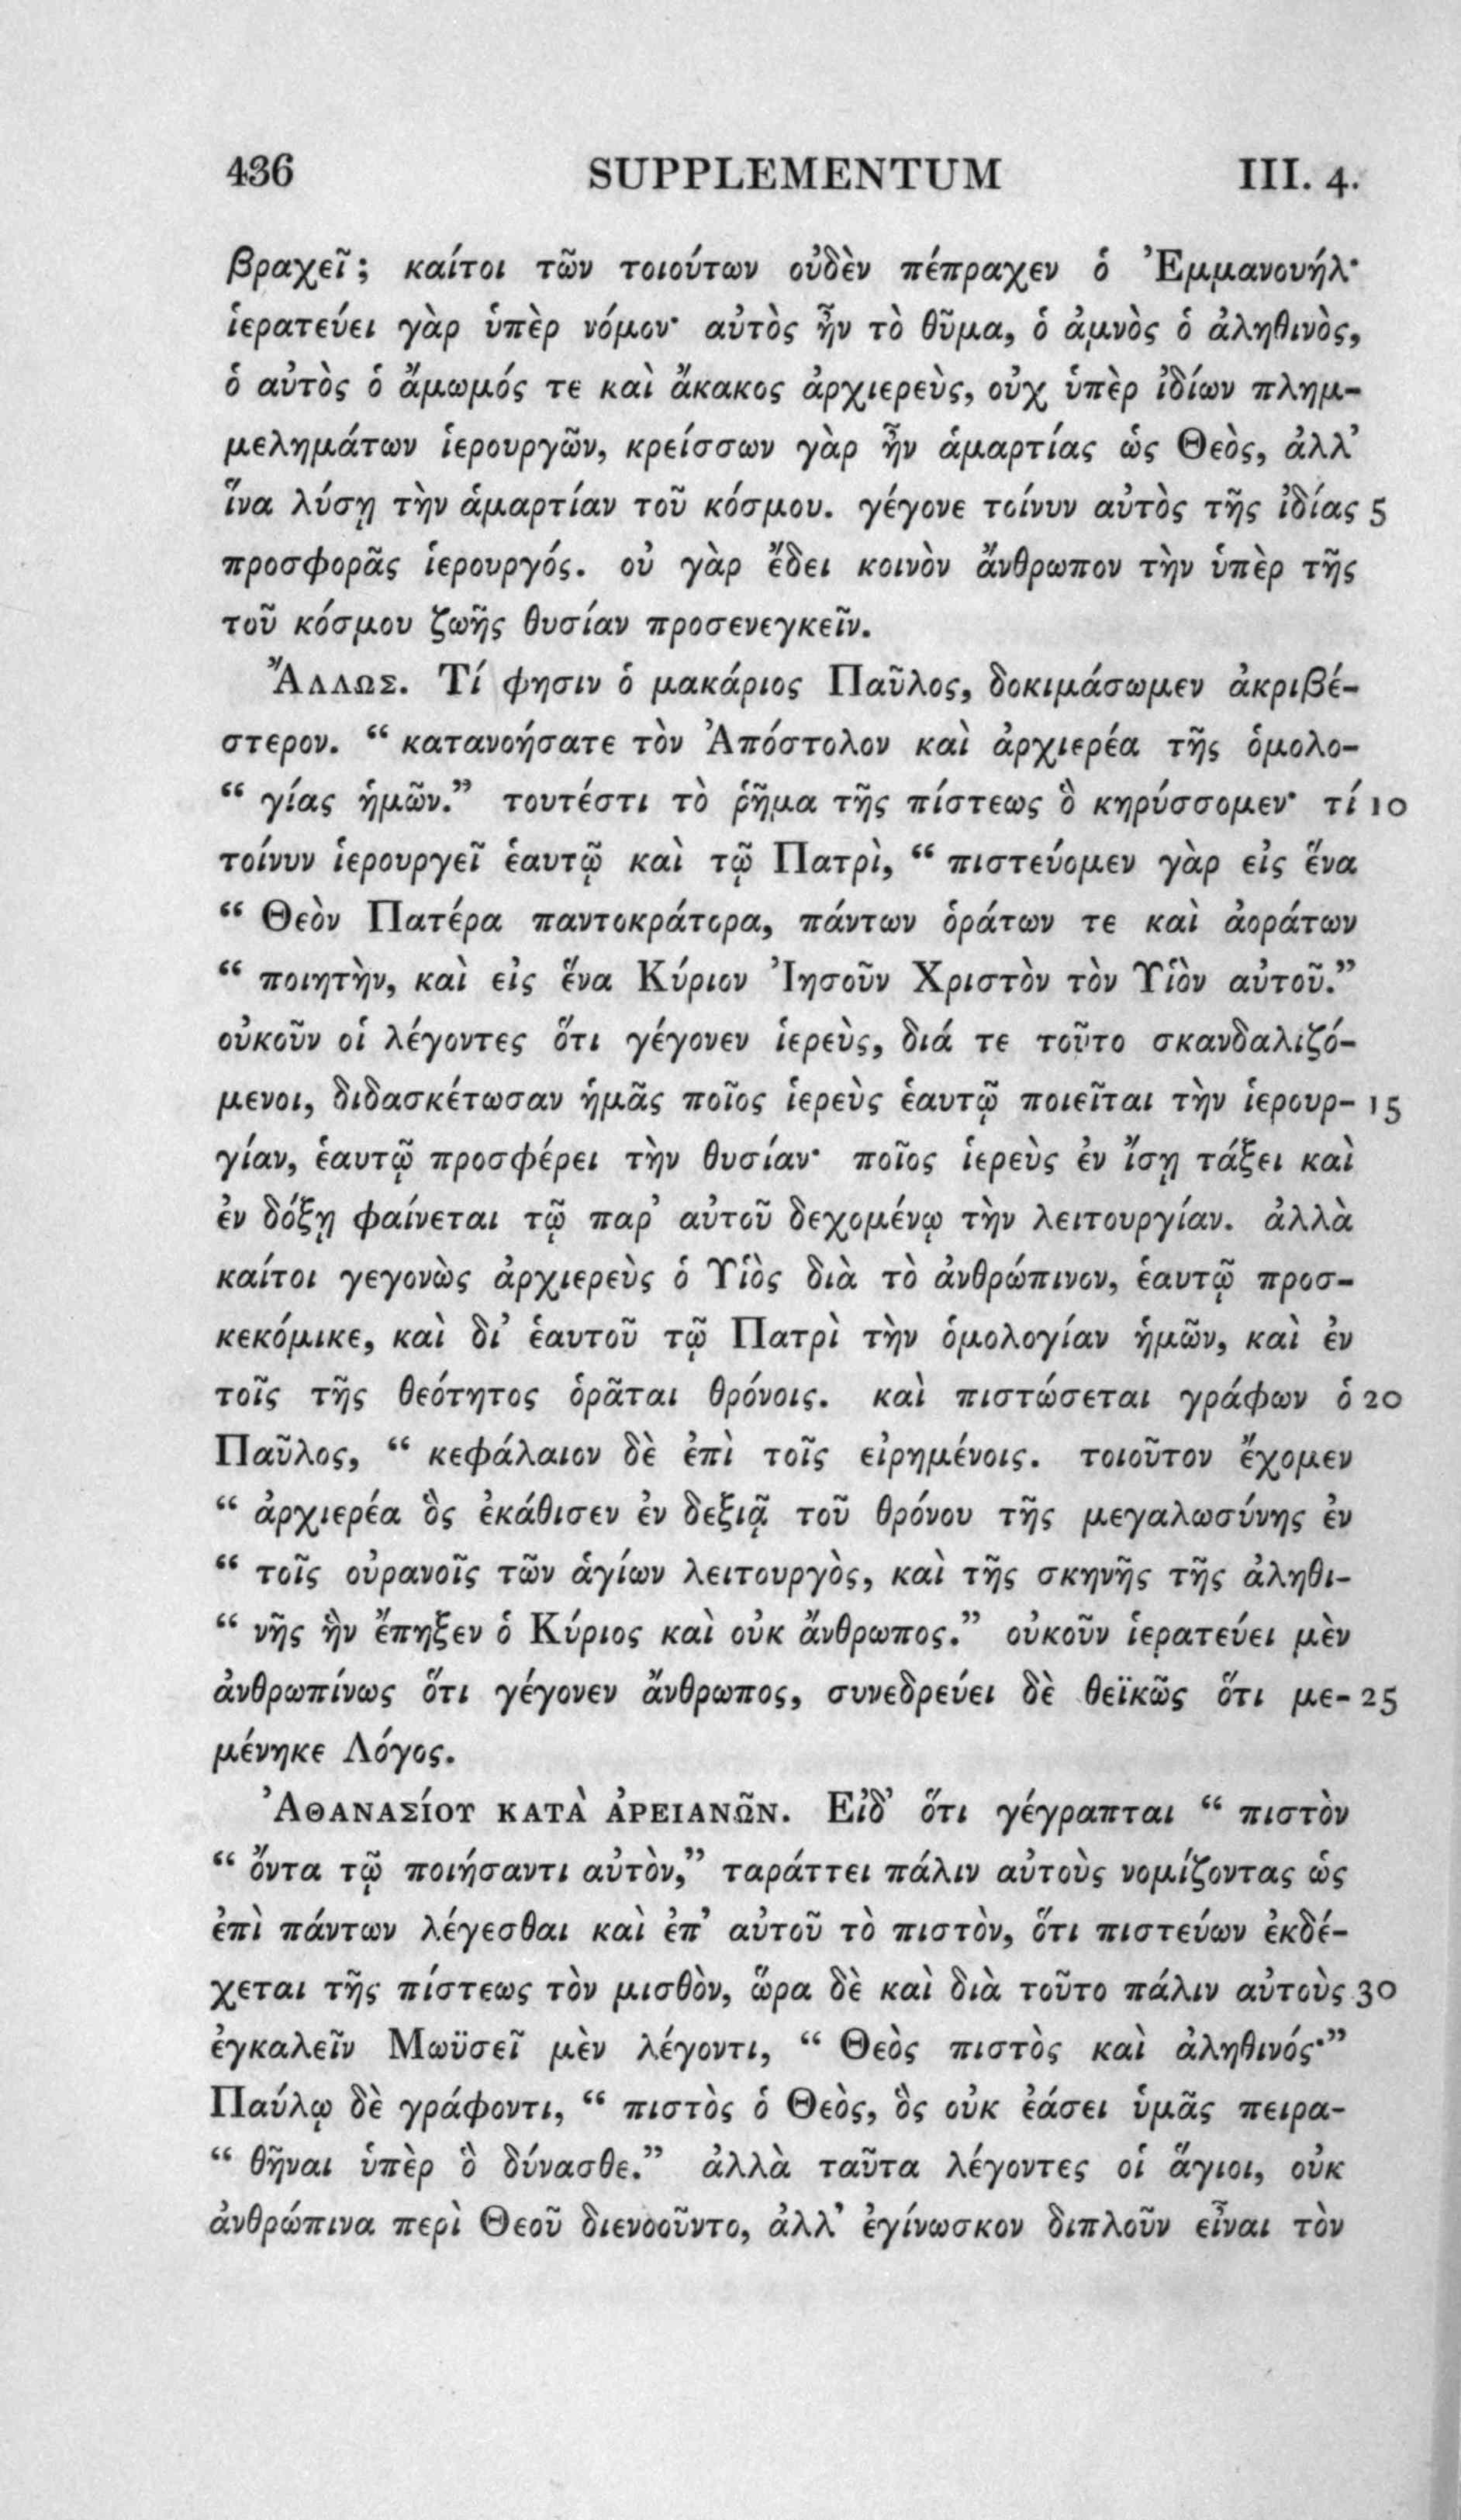 436 SUPPLEMENTUM III. 4.
βραχεῖ; καίτοι τῶν τοιούτων οὐδὲν πέπραχεν ὁ Ἐμμανουήλ·
ἱερατεύει γὰρ ὑπὲρ νόμον· αὐτὸς ἦν τὸ θῦμα, ὁ ἀμνὸς ὁ ἀληθινὸς,
ὁ αὐτὸς ὁ ἄμωμός τε καὶ ἄκακος ἀρχιερεὺς, οὐχ ὑπὲρ ἰδίων πλημ-
μελημάτων ἱερουργῶν, κρείσσων γὰρ ἦν ἁμαρτίας ὡς Θεὸς, ἀλλ’
ἵνα λύσῃ τὴν ἁμαρτίαν τοῦ κόσμου. γέγονε τοίνυν αὐτὸς τῆς ἰδίας 5
προσφορᾶς ἱερουργός. οὐ γὰρ ἔδει κοινὸν ἄνθρωπον τὴν ὑπὲρ τῆς
τοῦ κόσμου ζωῆς θυσίαν προσενεγκεῖν.
Ἄλλως. Τί φησιν ὁ μακάριος Παῦλος, δοκιμάσωμεν ἀκριβέ-
στερον. “ κατανοήσατε τὸν Ἀπόστολον καὶ ἀρχιερέα τῆς ὁμολο-
“ γίας ἡμῶν.” τουτέστι τὸ ῥῆμα τῆς πίστεως ὃ κηρύσσομεν· τί 10
τοίνυν ἱερουργεῖ ἑαυτῷ καὶ τῷ Πατρὶ, “ πιστεύομεν γὰρ εἰς ἕνα
“ Θεὸν Πατέρα παντοκράτορα, πάντων ὁράτων τε καὶ ἀοράτων
“ ποιητὴν, καὶ εἰς ἕνα Κύριον Ἰησοῦν Χριστὸν τὸν Υἱὸν αὐτοῦ.”
οὐκοῦν οἱ λέγοντες ὅτι γέγονεν ἱερεὺς, διά τε τοῦτο σκανδαλιζό-
μενοι, διδασκέτωσαν ἡμᾶς ποῖος ἱερεὺς ἑαυτῷ ποιεῖται τὴν ἱερουρ- 15
γίαν, ἑαυτῷ προσφέρει τὴν θυσίαν· ποῖος ἱερεὺς ἐν ἴσῃ τάξει καὶ
ἐν δόξῃ φαίνεται τῷ παρ’ αὐτοῦ δεχομένῳ τὴν λειτουργίαν. ἀλλὰ
καίτοι γεγονὼς ἀρχιερεὺς ὁ Υἱὸς διὰ τὸ ἀνθρώπινον, ἑαυτῷ προσ-
κεκόμικε, καὶ δι’ ἑαυτοῦ τῷ Πατρὶ τὴν ὁμολογίαν ἡμῶν, καὶ ἐν
τοῖς τῆς θεότητος ὁρᾶται θρόνοις. καὶ πιστώσεται γράφων ὁ 20
Παῦλος, “ κεφάλαιον δὲ ἐπὶ τοῖς εἰρημένοις. τοιοῦτον ἔχομεν
“ ἀρχιερέα ὃς ἐκάθισεν ἐν δεξιᾷ τοῦ θρόνου τῆς μεγαλωσύνης ἐν
“ τοῖς οὐρανοῖς τῶν ἁγίων λειτουργὸς, καὶ τῆς σκηνῆς τῆς ἀληθι-
“ νῆς ἣν ἔπηξεν ὁ Κύριος καὶ οὐκ ἄνθρωπος.” οὐκοῦν ἱερατεύει μὲν
ἀνθρωπίνως ὅτι γέγονεν ἄνθρωπος, συνεδρεύει δὲ θεϊκῶς ὅτι με- 25
μένηκε Λόγος.
Ἀθανασίου κατὰ ἀρειανῶν. Εἰδ’ ὅτι γέγραπται “ πιστὸν
“ ὄντα τῷ ποιήσαντι αὐτὸν,” ταράττει πάλιν αὐτοὺς νομίζοντας ὡς
ἐπὶ πάντων λέγεσθαι καὶ ἐπ’ αὐτοῦ τὸ πιστὸν, ὅτι πιστεύων ἐκδέ-
χεται τῆς πίστεως τὸν μισθὸν, ὥρα δὲ καὶ διὰ τοῦτο πάλιν αὐτοὺς 30
ἐγκαλεῖν Μωϋσεῖ μὲν λέγοντι, “ Θεὸς πιστὸς καὶ ἀληθινός·”
Παύλῳ δὲ γράφοντι, “ πιστὸς ὁ Θεὸς, ὃς οὐκ ἐάσει ὑμᾶς πειρα-
“ θῆναι ὑπὲρ ὃ δύνασθε.” ἀλλὰ ταῦτα λέγοντες οἱ ἅγιοι, οὐκ
ἀνθρώπινα περὶ Θεοῦ διενοοῦντο, ἀλλ’ ἐγίνωσκον διπλοῦν εἶναι τὸν